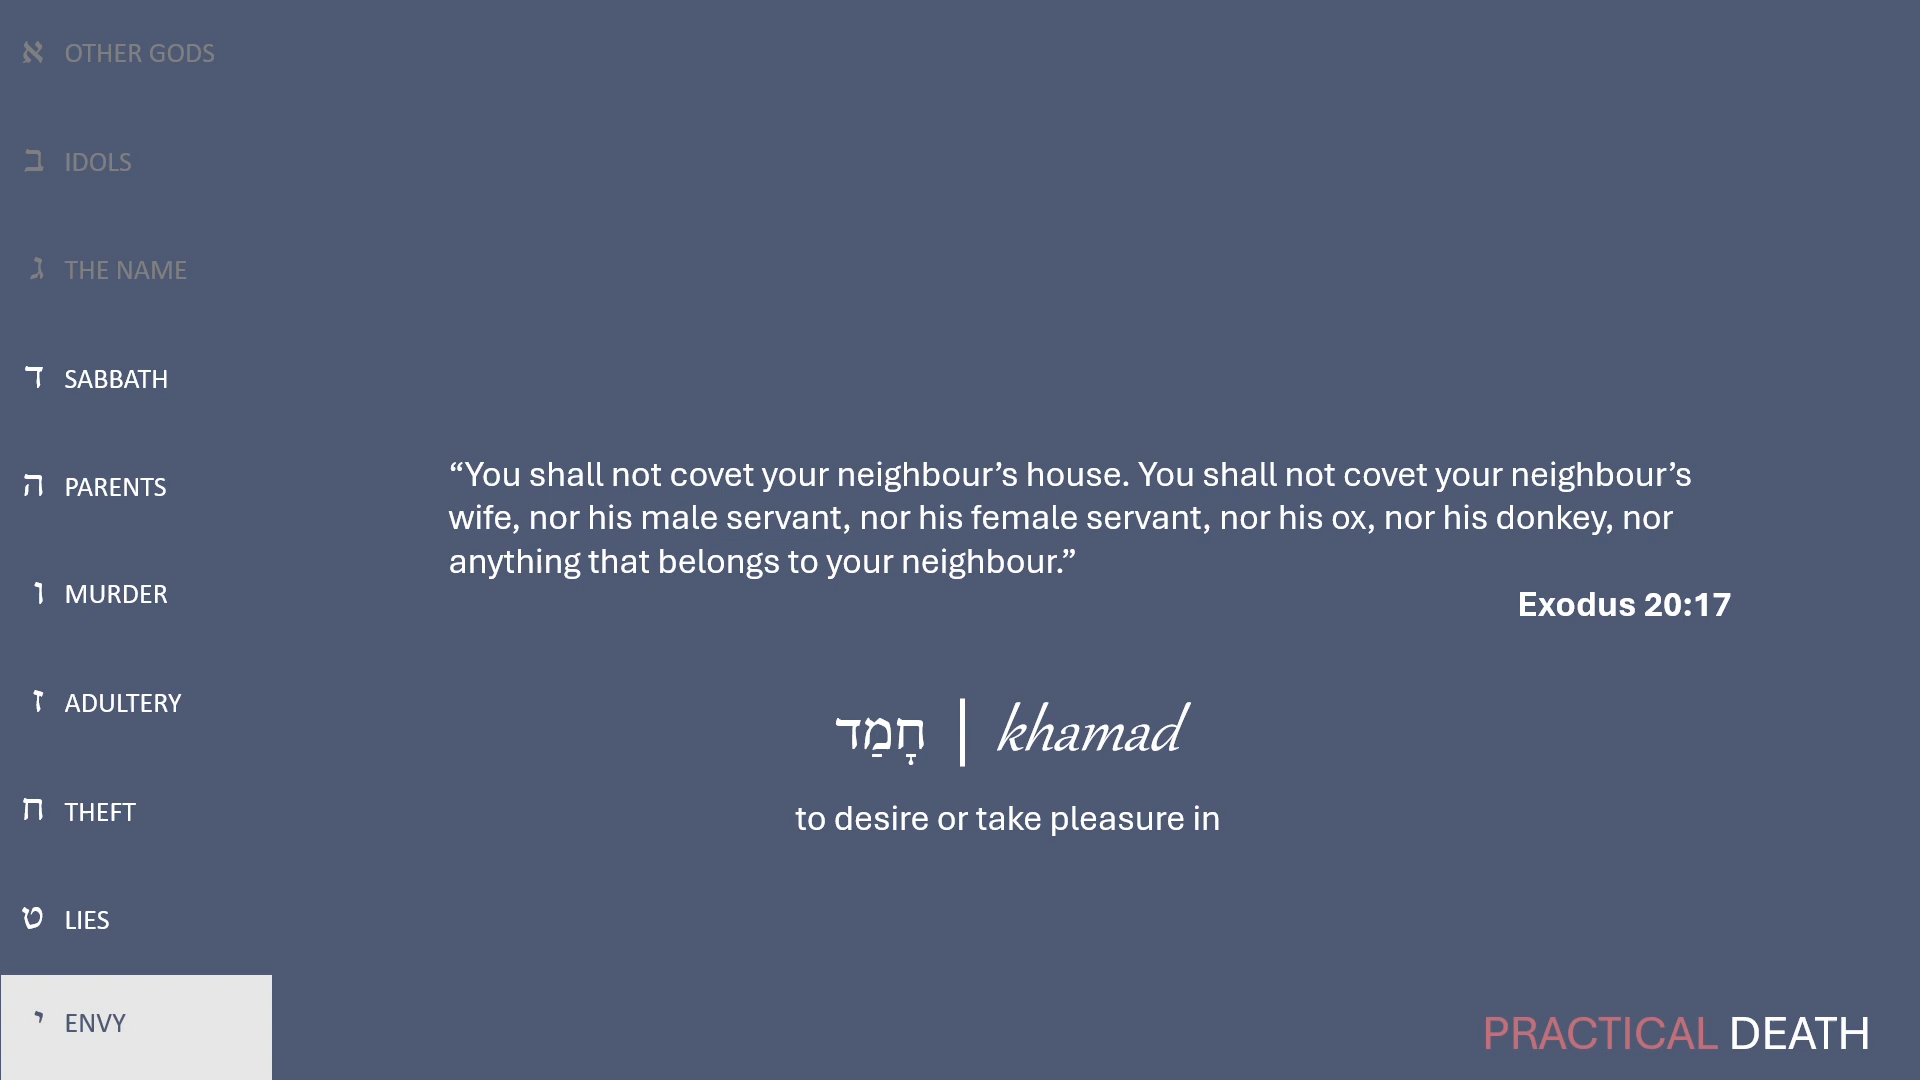 א OTHER GODS
ב IDOLS
ג THE NAME
ד SABBATH
ה PARENTS
ו MURDER
ז ADULTERY
ח THEFT
ט LIES
י ENVY
“You shall not covet your neighbour’s house. You shall not covet your neighbour’s
wife, nor his male servant, nor his female servant, nor his ox, nor his donkey, nor
anything that belongs to your neighbour.”
Exodus 20:17
חָמַד | khamad
to desire or take pleasure in
PRACTICAL DEATH